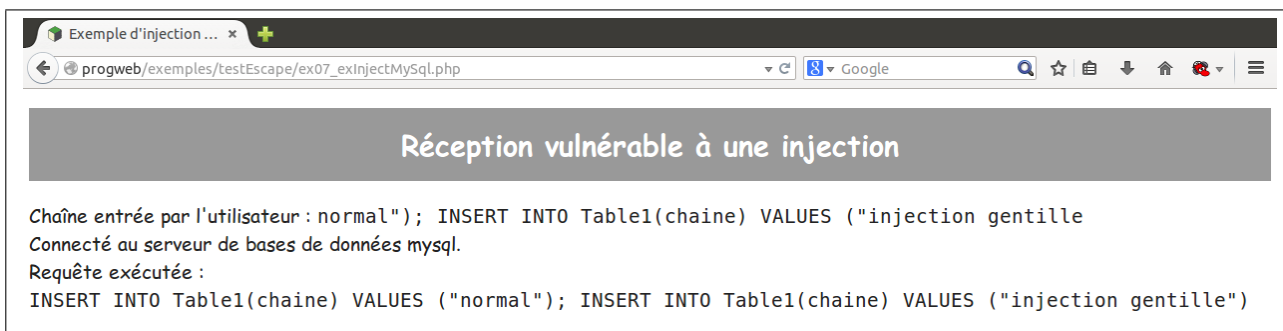 Exemple d'injection ...
progweb/exemples/testEscape/ex07_exInjectMySql.php
Google
Réception vulnérable à une injection
Chaîne entrée par l'utilisateur : normal"); INSERT INTO Table1(chaine) VALUES ("injection gentille
Connecté au serveur de bases de données mysql.
Requête exécutée :
INSERT INTO Table1(chaine) VALUES ("normal"); INSERT INTO Table1(chaine) VALUES ("injection gentille")